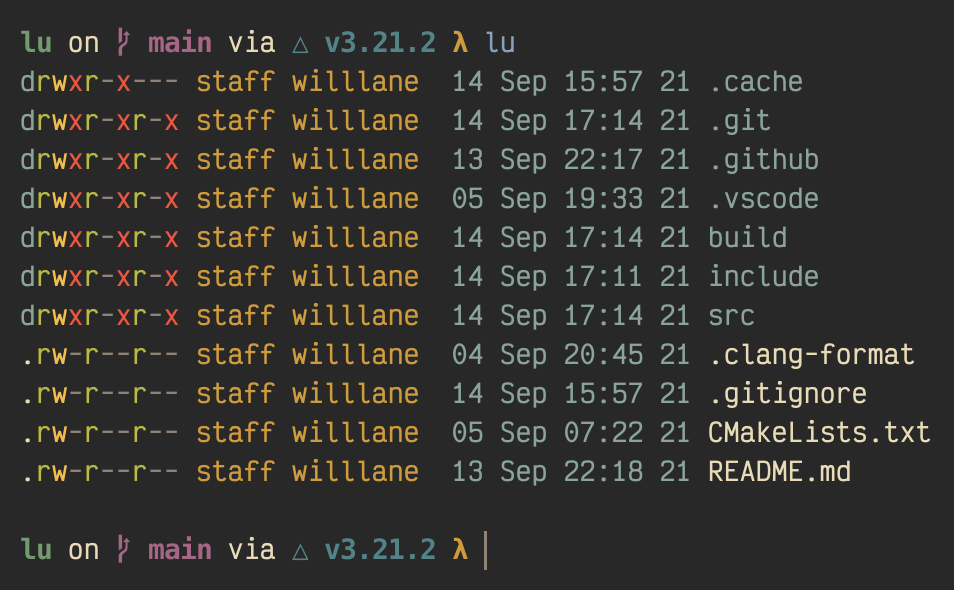 lu on main via △ v3.21.2 λ lu
drwxr-x--- staff willlane 14 Sep 15:57 21 .cache
drwxr-xr-x staff willlane 14 Sep 17:14 21 .git
drwxr-xr-x staff willlane 13 Sep 22:17 21 .github
drwxr-xr-x staff willlane 05 Sep 19:33 21 .vscode
drwxr-xr-x staff willlane 14 Sep 17:14 21 build
drwxr-xr-x staff willlane 14 Sep 17:11 21 include
drwxr-xr-x staff willlane 14 Sep 17:14 21 src
.rw-r--r-- staff willlane 04 Sep 20:45 21 .clang-format
.rw-r--r-- staff willlane 14 Sep 15:57 21 .gitignore
.rw-r--r-- staff willlane 05 Sep 07:22 21 CMakeLists.txt
.rw-r--r-- staff willlane 13 Sep 22:18 21 README.md
lu on main via △ v3.21.2 λ